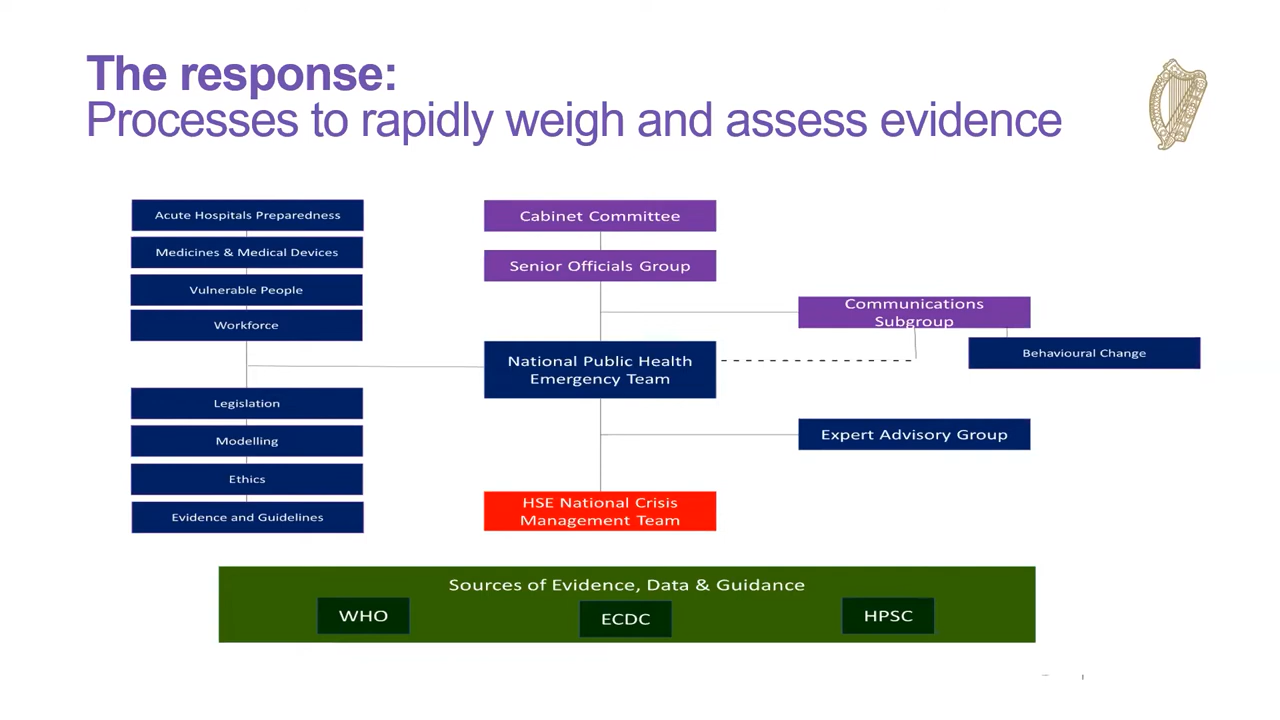 The response:
Processes to rapidly weigh and assess evidence
Acute Hospitals Preparedness
Medicines & Medical Devices
Vulnerable People
Workforce
Legislation
Modelling
Ethics
Evidence and Guidelines
Cabinet Committee
Senior Officials Group
Communications
Subgroup
National Public Health
Emergency Team
Behavioural Change
Expert Advisory Group
HSE National Crisis
Management Team
Sources of Evidence, Data & Guidance
WHO
ECDC
HPSC